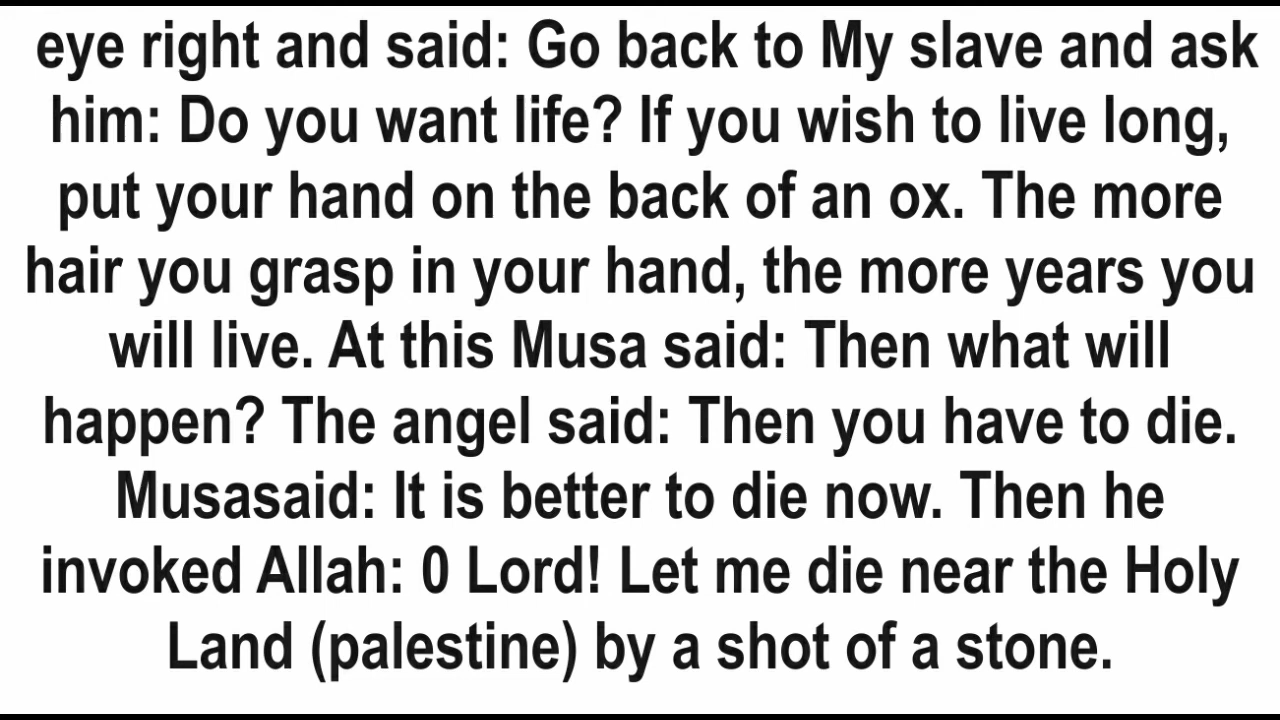 eye right and said: Go back to My slave and ask
him: Do you want life? If you wish to live long,
put your hand on the back of an ox. The more
hair you grasp in your hand, the more years you
will live. At this Musa said: Then what will
happen? The angel said: Then you have to die.
Musasaid: It is better to die now. Then he
invoked Allah: 0 Lord! Let me die near the Holy
Land (palestine) by a shot of a stone.